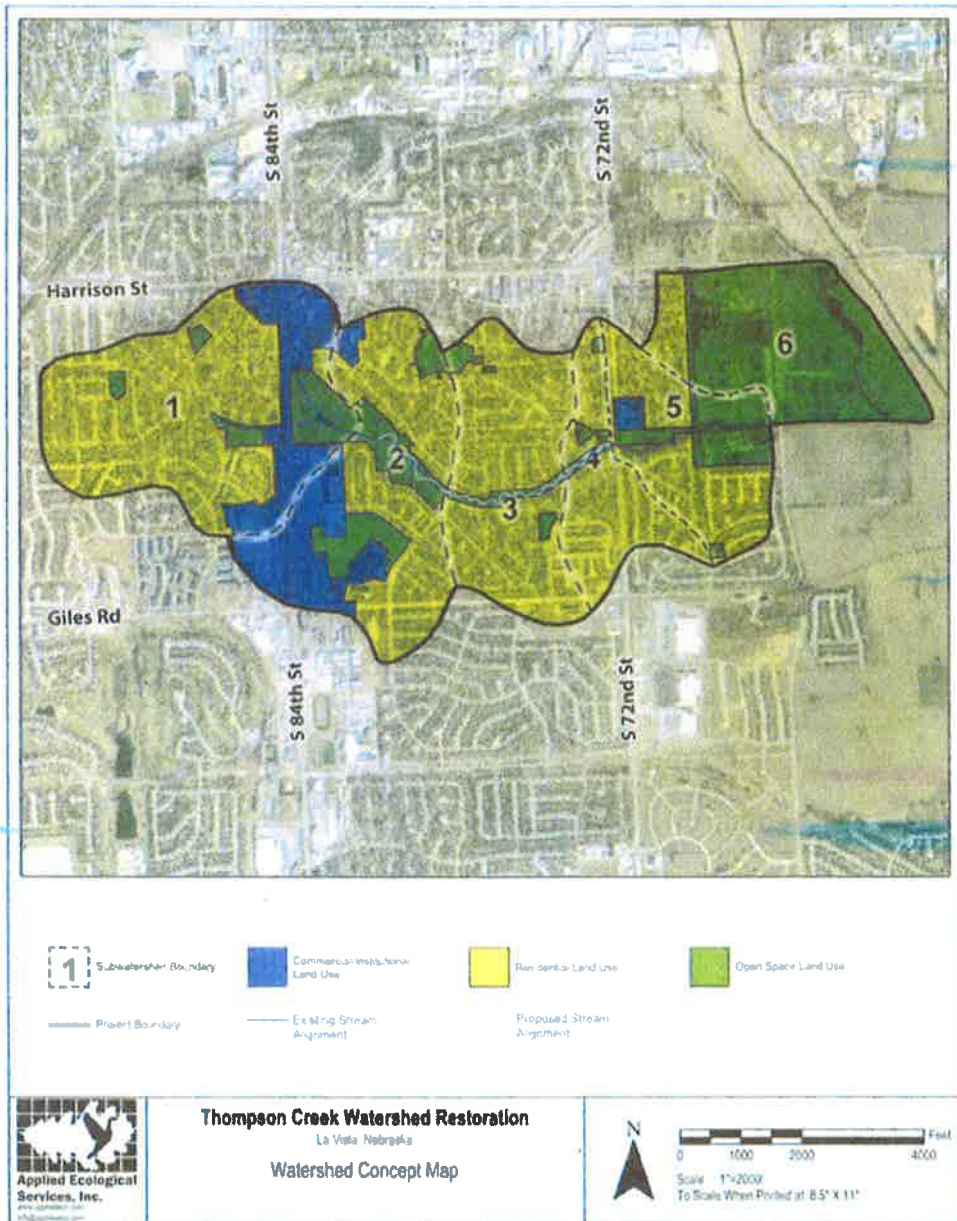 S 84th St
S 72nd St
Harrison St
1
2
3
4
5
6
Giles Rd
S 84th St
S 72nd St
1
Subwatershed Boundary
Commercial/Institutional
Land Use
Residential Land Use
Open Space Land Use
Project Boundary
Existing Stream
Alignment
Proposed Stream
Alignment
Applied Ecological
Services, Inc.
Thompson Creek Watershed Restoration
La Vista Nebraska
Watershed Concept Map
N
Feet
0 1000 2000 4000
Scale 1"=2000'
To Scale When Printed at 8.5" X 11"